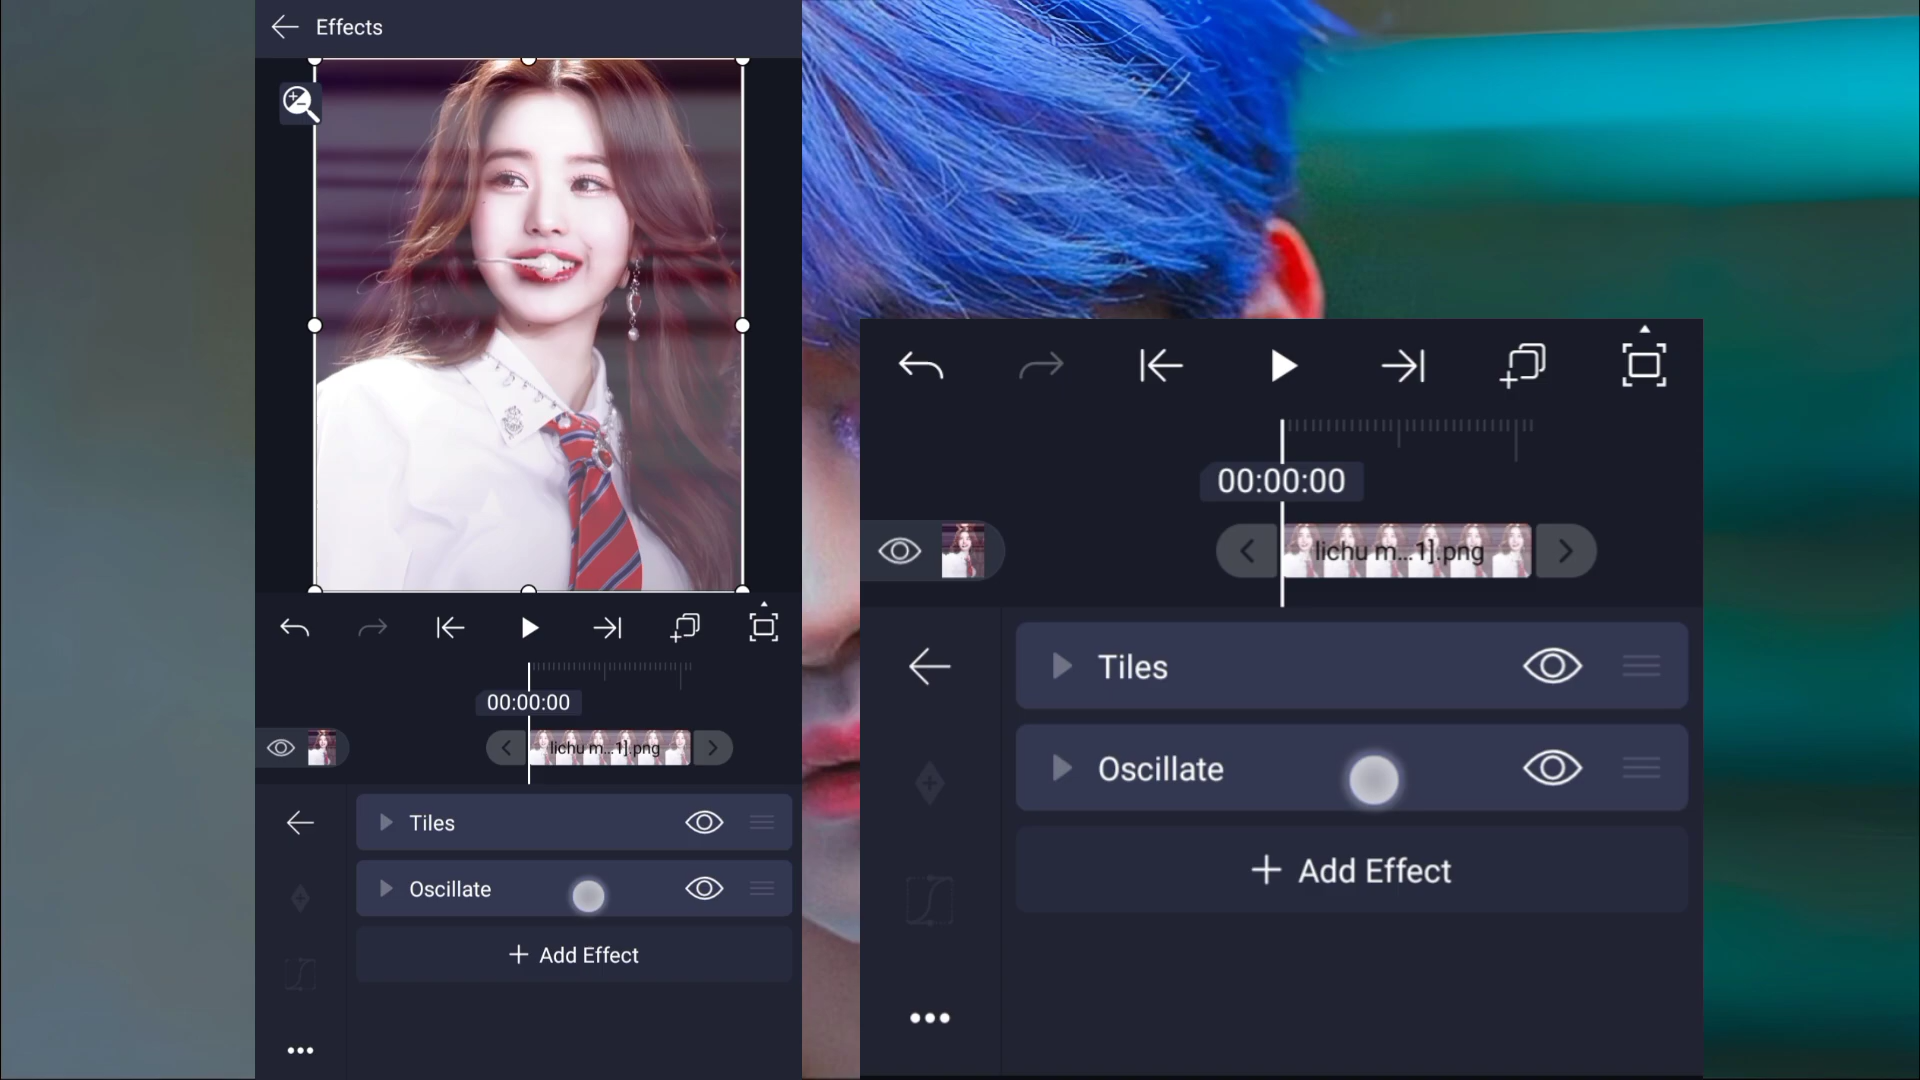 Effects
00:00:00
lichu m...1].png
Tiles
Oscillate
+ Add Effect
00:00:00
lichu m...1].png
Tiles
Oscillate
+ Add Effect